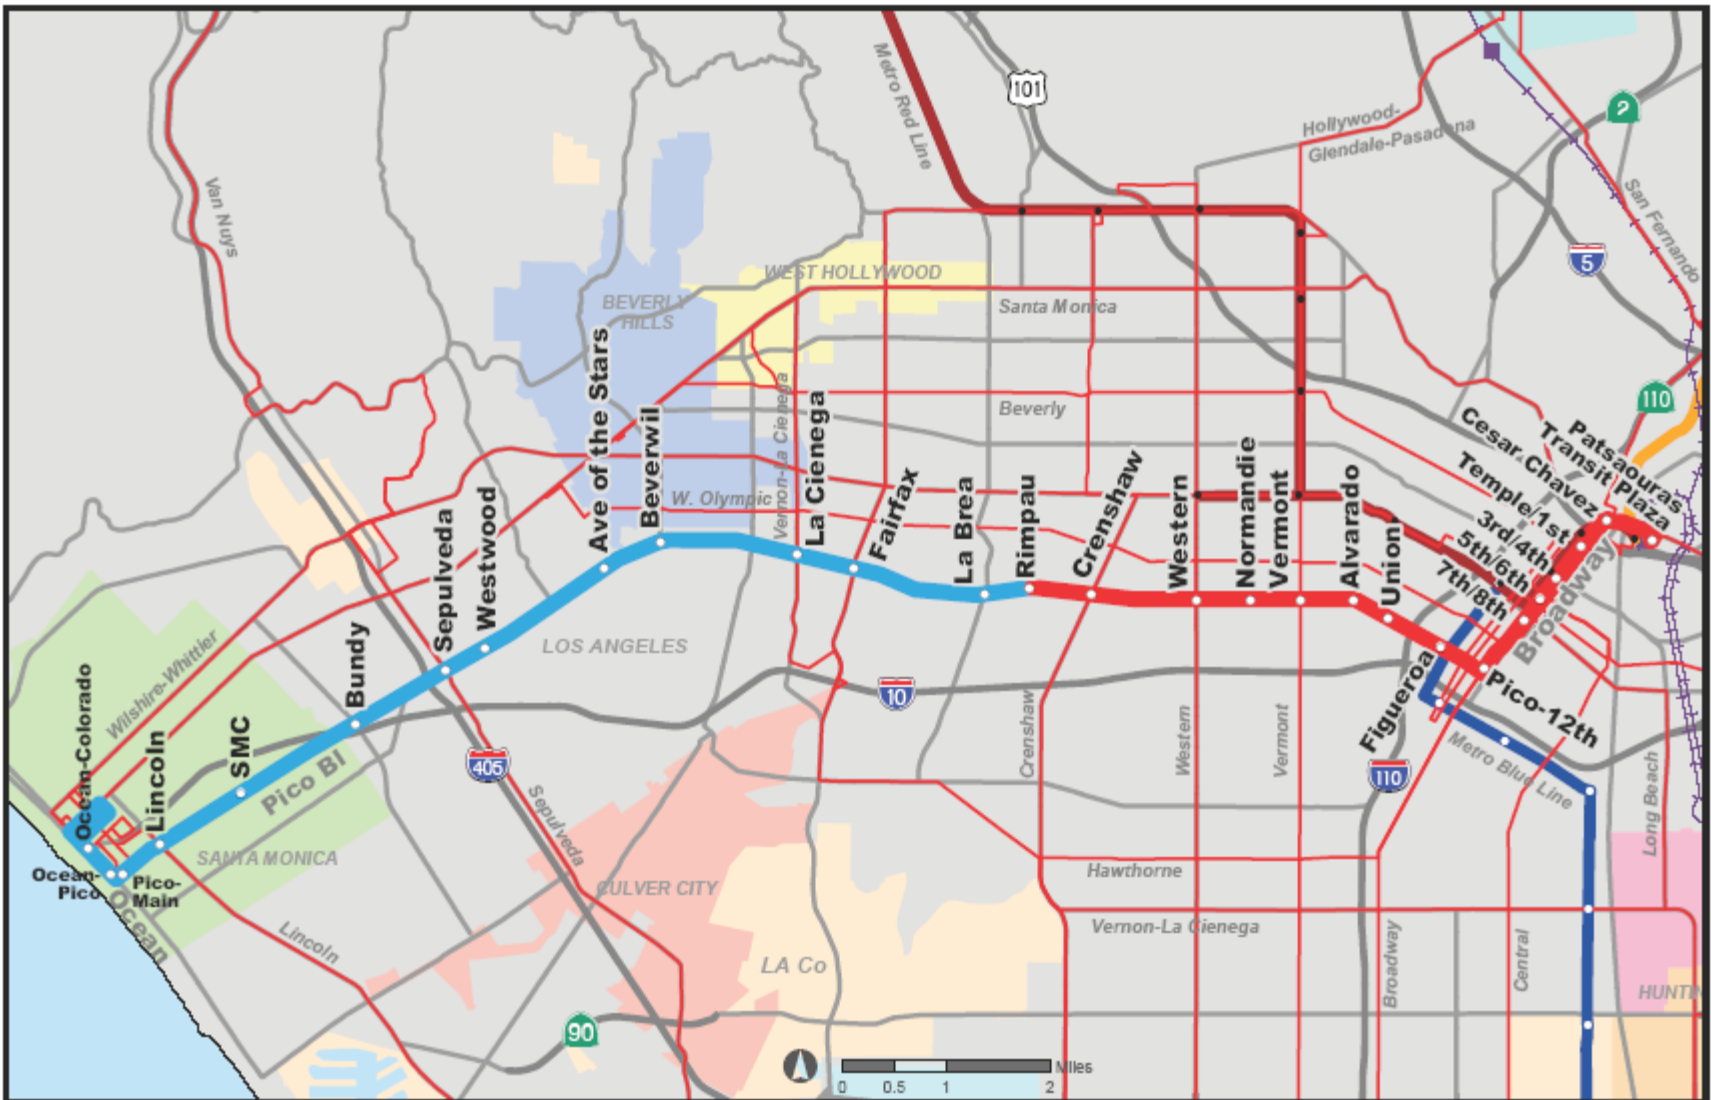 Metro Red Line
101
2
Hollywood-
Glendale-Pasadena
Van Nuys
San Fernando
5
WEST HOLLYWOOD
BEVERLY
HILLS
Santa Monica
Ave of the Stars
Beverwil
Vernon-La Cienega
La Cienega
Beverly
110
Patsaouras
Transit Plaza
Cesar Chavez
Temple/1st
3rd/4th
5th/6th
7th/8th
Broadway
W. Olympic
Sepulveda
Westwood
Fairfax
La Brea
Rimpau
Crenshaw
Western
Normandie
Vermont
Alvarado
Union
LOS ANGELES
Wilshire-Whittier
Bundy
Ocean-Colorado
Lincoln
SMC
Pico Bl
10
Crenshaw
Western
Vermont
Figueroa
Pico-12th
405
110
Metro Blue Line
Long Beach
Sepulveda
SANTA MONICA
Ocean-
Pico
Pico-
Main
Ocean
CULVER CITY
Hawthorne
Lincoln
Vernon-La Cienega
LA Co
Broadway
Central
HUNTIN
90
Miles
0 0.5 1 2